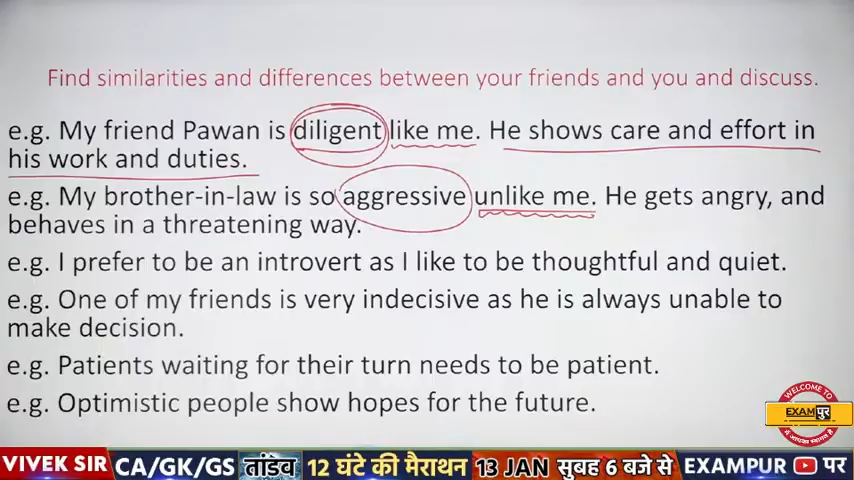 Find similarities and differences between your friends and you and discuss.
e.g. My friend Pawan is diligent like me. He shows care and effort in
his work and duties.
e.g. My brother-in-law is so aggressive unlike me. He gets angry, and
behaves in a threatening way.
e.g. I prefer to be an introvert as I like to be thoughtful and quiet.
e.g. One of my friends is very indecisive as he is always unable to
make decision.
e.g. Patients waiting for their turn needs to be patient.
e.g. Optimistic people show hopes for the future.
WELCOME TO
EXAMपुर
में आपका स्वागत है
VIVEK SIR CA/GK/GS तांडव 12 घंटे की मैराथन 13 JAN सुबह 6 बजे से EXAMPUR पर